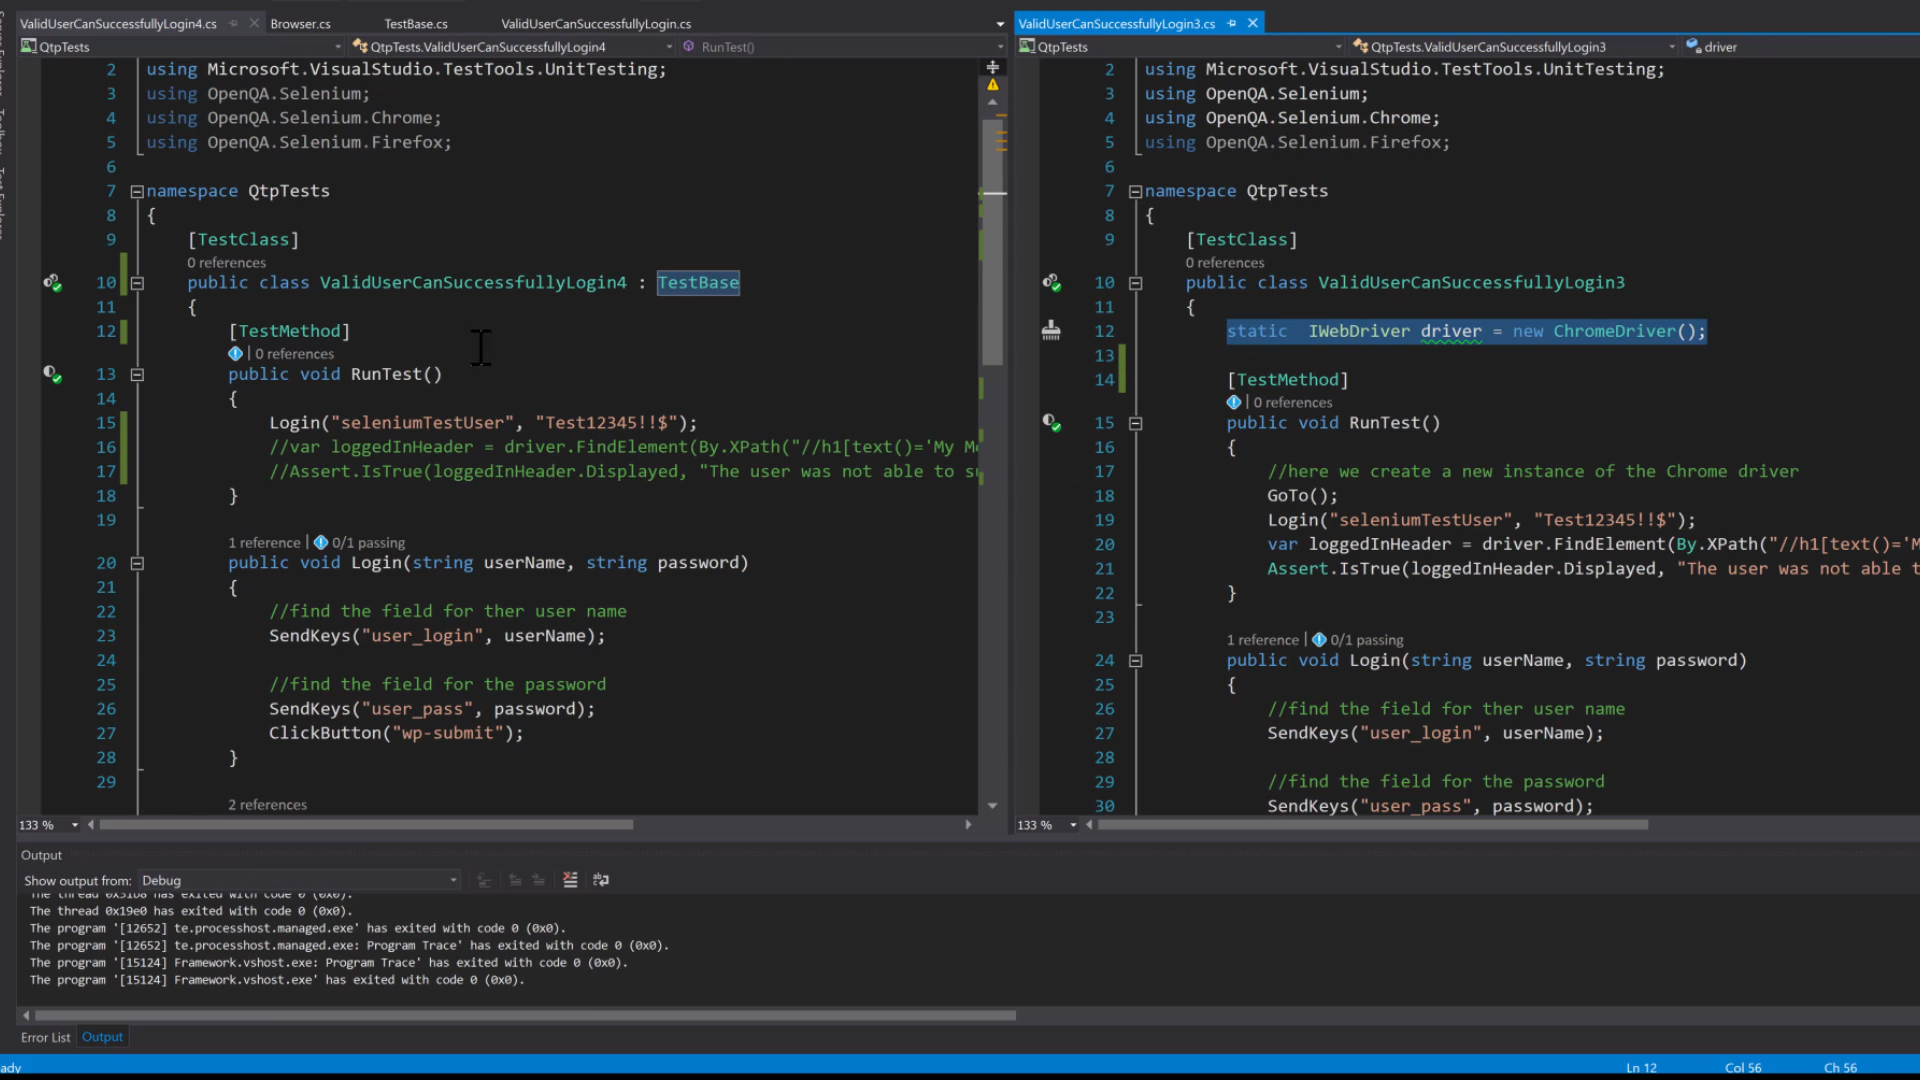 ValidUserCanSuccessfullyLogin4.cs Browser.cs TestBase.cs ValidUserCanSuccessfullyLogin.cs
QtpTests QtpTests.ValidUserCanSuccessfullyLogin4 RunTest()
2 using Microsoft.VisualStudio.TestTools.UnitTesting;
3 using OpenQA.Selenium;
4 using OpenQA.Selenium.Chrome;
5 using OpenQA.Selenium.Firefox;
6
7 namespace QtpTests
8 {
9 [TestClass]
0 references
10 public class ValidUserCanSuccessfullyLogin4 : TestBase
11 {
12 [TestMethod]
0 references
13 public void RunTest()
14 {
15 Login("seleniumTestUser", "Test12345!!$");
16 //var loggedInHeader = driver.FindElement(By.XPath("//h1[text()='My M
17 //Assert.IsTrue(loggedInHeader.Displayed, "The user was not able to s
18 }
19
1 reference | 0/1 passing
20 public void Login(string userName, string password)
21 {
22 //find the field for ther user name
23 SendKeys("user_login", userName);
24
25 //find the field for the password
26 SendKeys("user_pass", password);
27 ClickButton("wp-submit");
28 }
29
2 references
133 %
ValidUserCanSuccessfullyLogin3.cs
QtpTests QtpTests.ValidUserCanSuccessfullyLogin3 driver
2 using Microsoft.VisualStudio.TestTools.UnitTesting;
3 using OpenQA.Selenium;
4 using OpenQA.Selenium.Chrome;
5 using OpenQA.Selenium.Firefox;
6
7 namespace QtpTests
8 {
9 [TestClass]
0 references
10 public class ValidUserCanSuccessfullyLogin3
11 {
12 static IWebDriver driver = new ChromeDriver();
13
14 [TestMethod]
0 references
15 public void RunTest()
16 {
17 //here we create a new instance of the Chrome driver
18 GoTo();
19 Login("seleniumTestUser", "Test12345!!$");
20 var loggedInHeader = driver.FindElement(By.XPath("//h1[text()='M
21 Assert.IsTrue(loggedInHeader.Displayed, "The user was not able t
22 }
23
1 reference | 0/1 passing
24 public void Login(string userName, string password)
25 {
26 //find the field for ther user name
27 SendKeys("user_login", userName);
28
29 //find the field for the password
30 SendKeys("user_pass", password);
133 %
Output
Show output from: Debug
The thread 0x31b8 has exited with code 0 (0x0).
The thread 0x19e0 has exited with code 0 (0x0).
The program '[12652] te.processhost.managed.exe' has exited with code 0 (0x0).
The program '[12652] te.processhost.managed.exe: Program Trace' has exited with code 0 (0x0).
The program '[15124] Framework.vshost.exe: Program Trace' has exited with code 0 (0x0).
The program '[15124] Framework.vshost.exe' has exited with code 0 (0x0).
Error List Output
ady Ln 12 Col 56 Ch 56